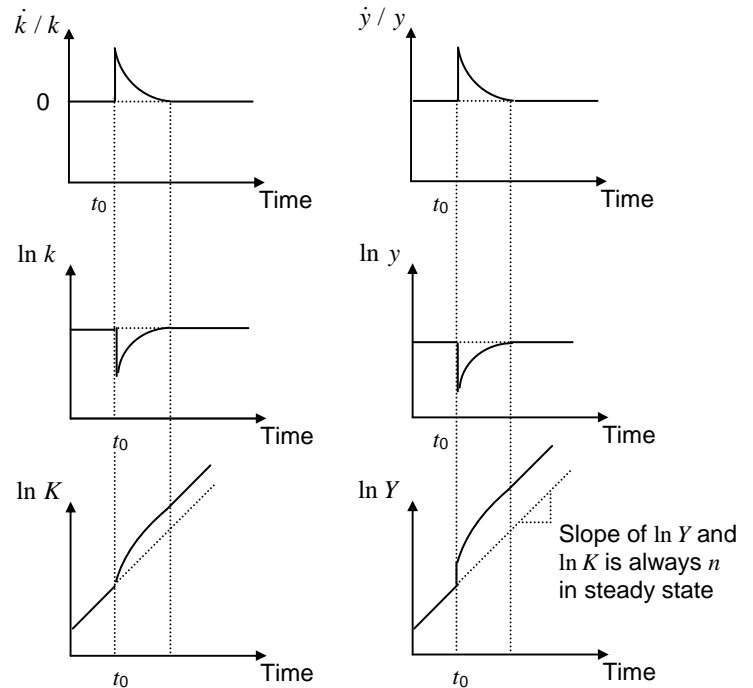 k̇ / k
ẏ / y
0
Time
Time
t₀
t₀
ln k
ln y
Time
Time
t₀
t₀
ln K
ln Y
Slope of ln Y and
ln K is always n
in steady state
Time
Time
t₀
t₀